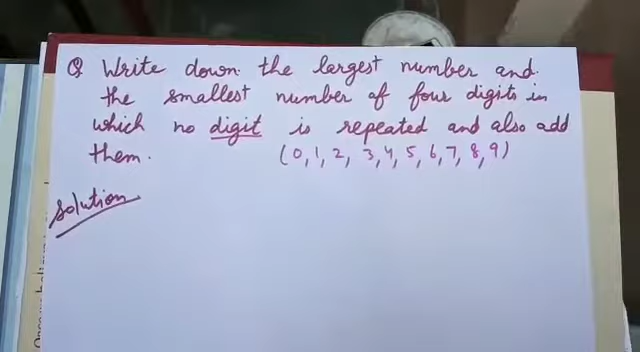 Q Write down the largest number and
the smallest number of four digits in
which no digit is repeated and also add
them. (0,1,2, 3,4,5,6,7,8,9)
Solution